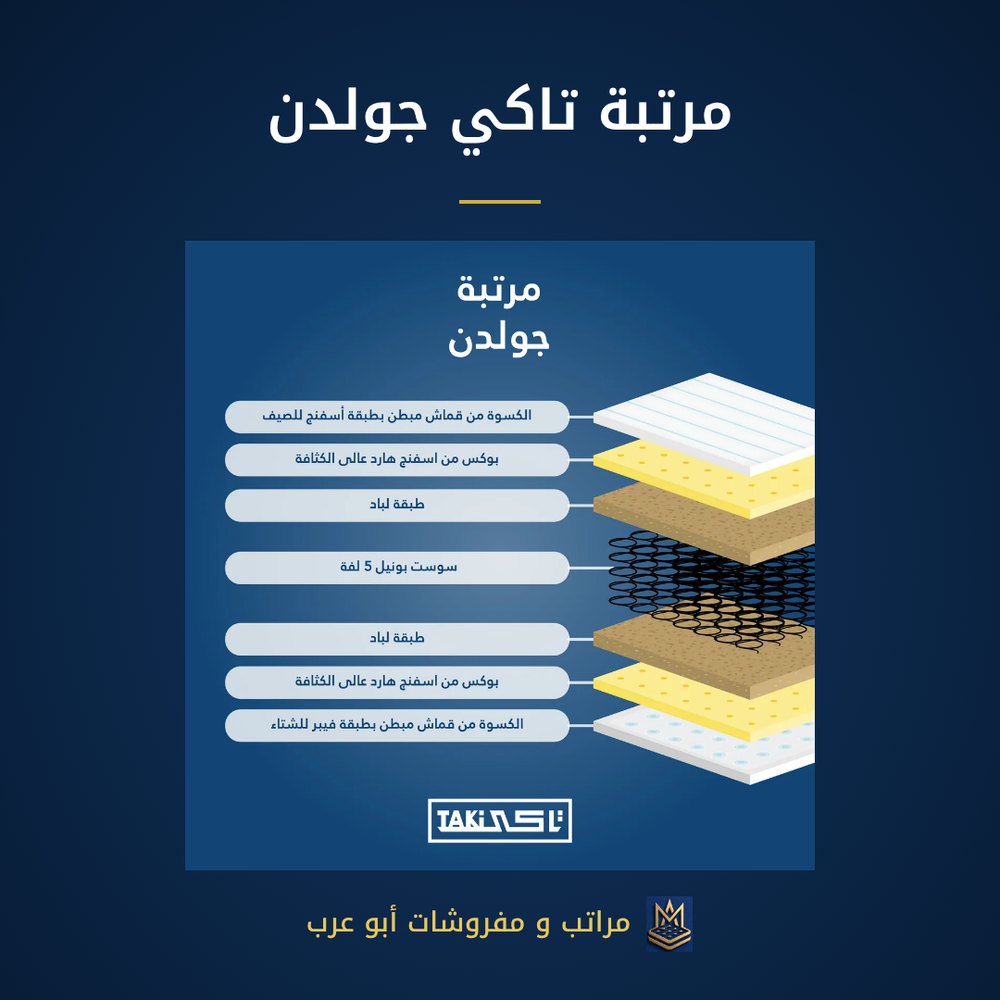 مرتبة تاكي جولدن
مرتبة
جولدن
الكسوة من قماش مبطن بطبقة أسفنج للصيف
بوكس من اسفنج هارد عالى الكثافة
طبقة لباد
سوست بونيل 5 لفة
طبقة لباد
بوكس من اسفنج هارد عالى الكثافة
الكسوة من قماش مبطن بطبقة فيبر للشتاء
TAKI تاكى
مراتب و مفروشات أبو عرب